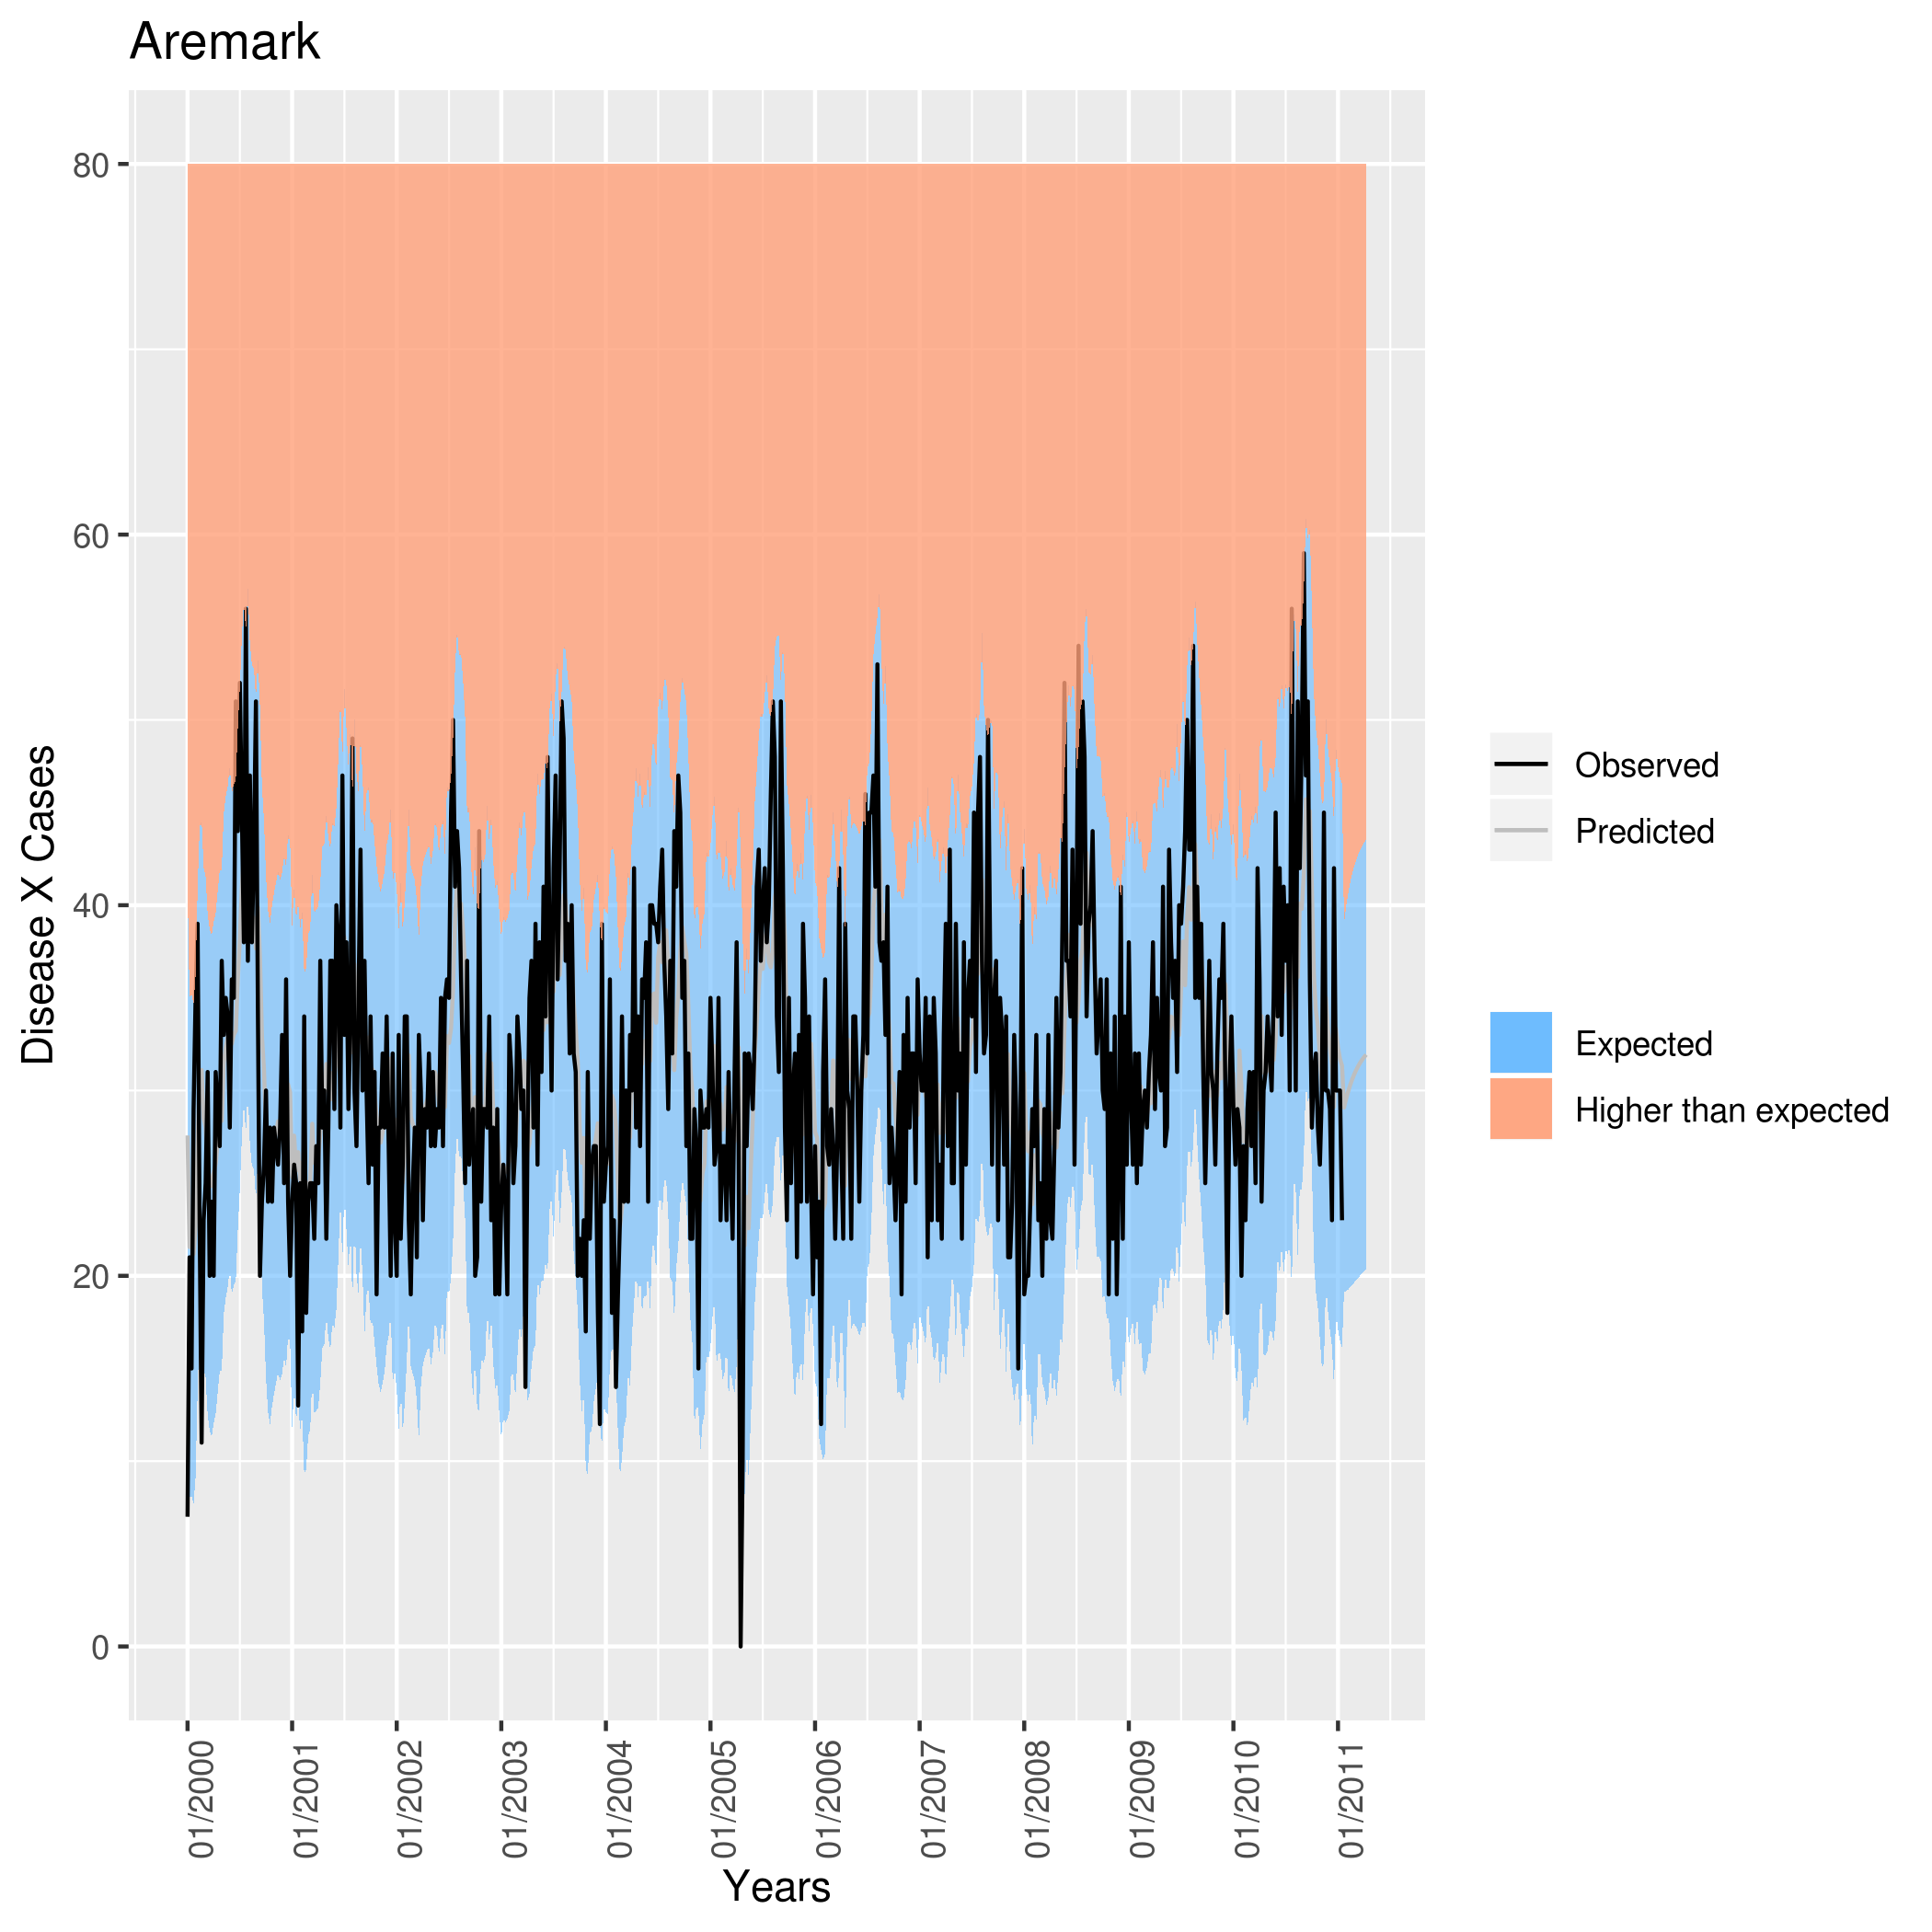 Aremark
Disease X Cases
80
60
40
20
0
01/2000
01/2001
01/2002
01/2003
01/2004
01/2005
01/2006
01/2007
01/2008
01/2009
01/2010
01/2011
Years
Observed
Predicted
Expected
Higher than expected